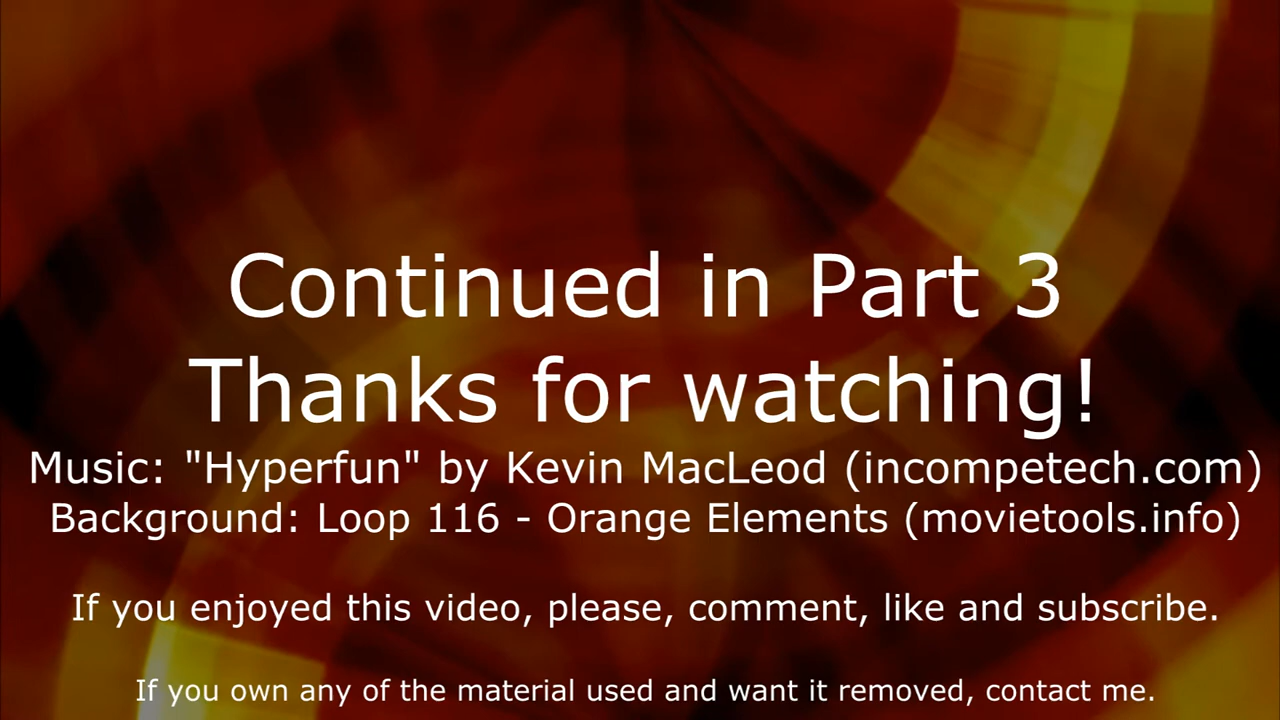 Continued in Part 3
Thanks for watching!
Music: "Hyperfun" by Kevin MacLeod (incompetech.com)
Background: Loop 116 - Orange Elements (movietools.info)
If you enjoyed this video, please, comment, like and subscribe.
If you own any of the material used and want it removed, contact me.